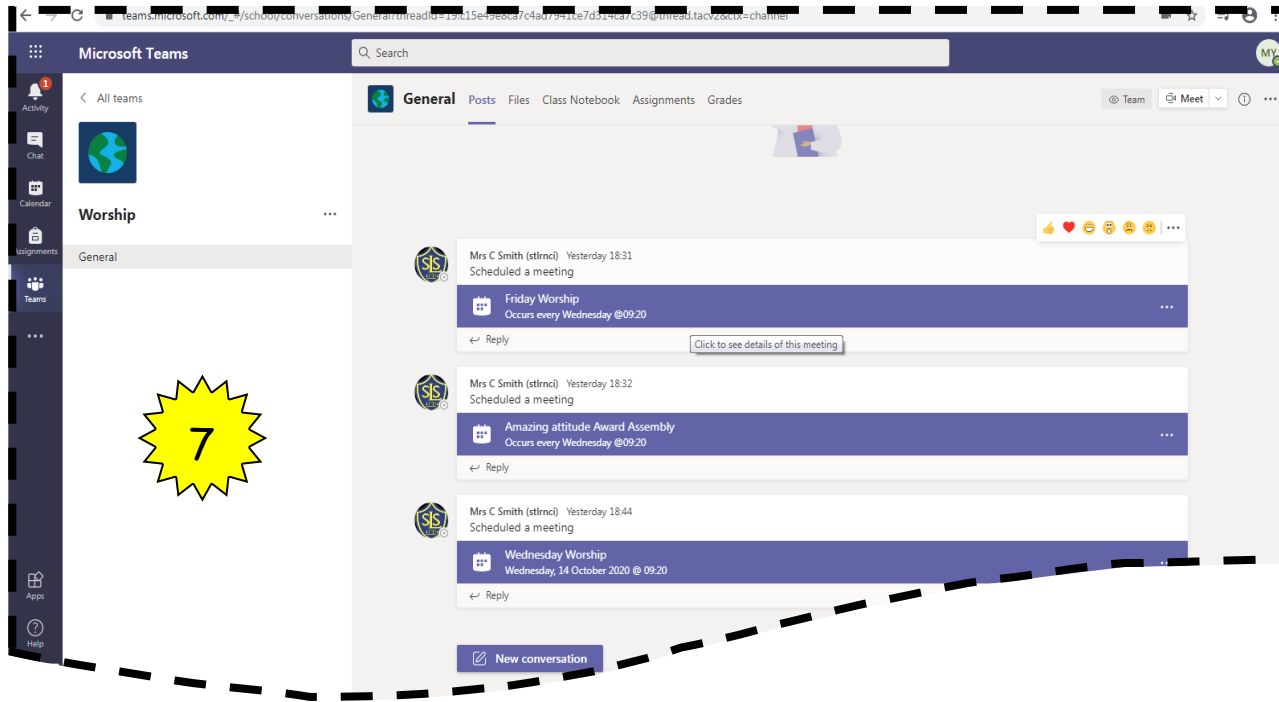 teams.microsoft.com/_#/school/conversations/General?threadId=19:c15e49e8ca7c4ad7941ce7d314ca7c39@thread.tacv2&ctx=channel
Microsoft Teams
Search
MY
1
Activity
Chat
Calendar
Assignments
Teams
Apps
Help
All teams
Worship
General
7
General Posts Files Class Notebook Assignments Grades
Team
Meet
SJS
Mrs C Smith (stlrnci) Yesterday 18:31
Scheduled a meeting
Friday Worship
Occurs every Wednesday @09:20
Reply
Click to see details of this meeting
SJS
Mrs C Smith (stlrnci) Yesterday 18:32
Scheduled a meeting
Amazing attitude Award Assembly
Occurs every Wednesday @09:20
Reply
SJS
Mrs C Smith (stlrnci) Yesterday 18:44
Scheduled a meeting
Wednesday Worship
Wednesday, 14 October 2020 @ 09:20
Reply
New conversation